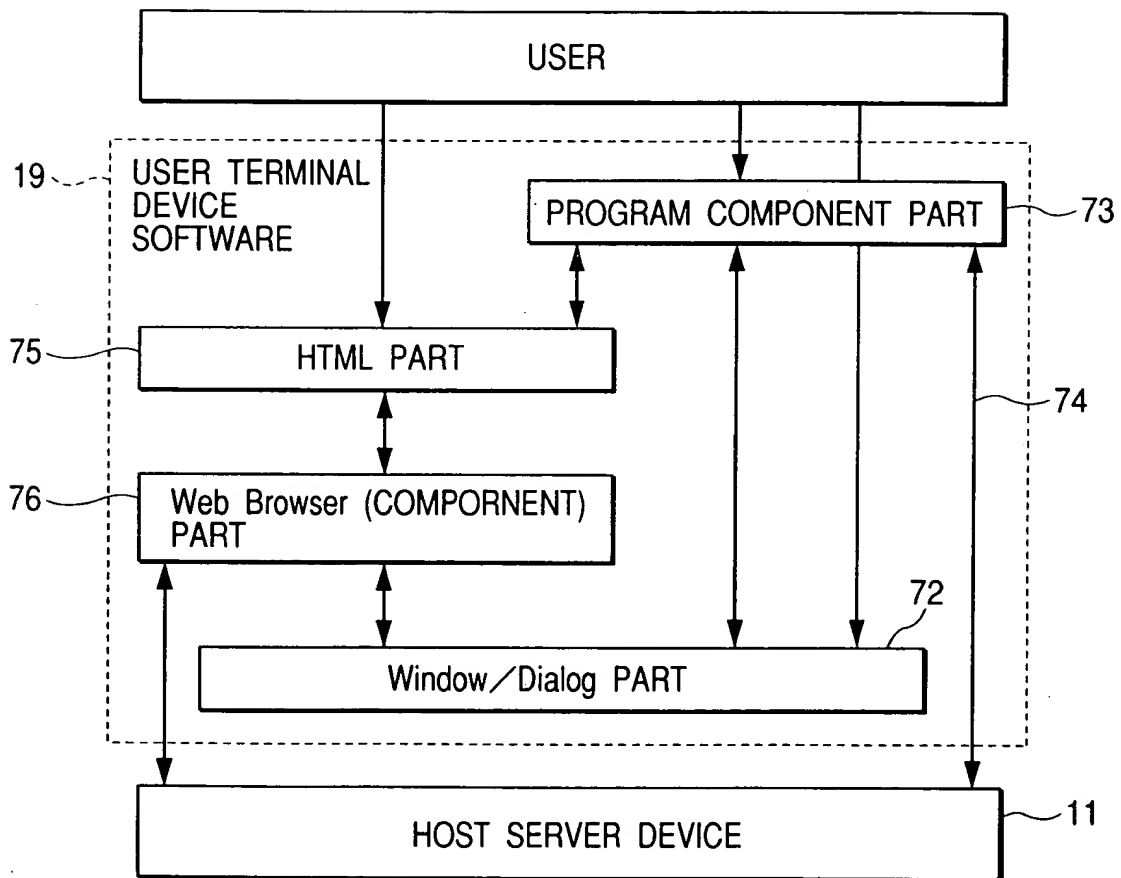 USER
19
USER TERMINAL
DEVICE
SOFTWARE
PROGRAM COMPONENT PART
73
75
HTML PART
74
76
Web Browser (COMPORNENT)
PART
72
Window／Dialog PART
HOST SERVER DEVICE
11